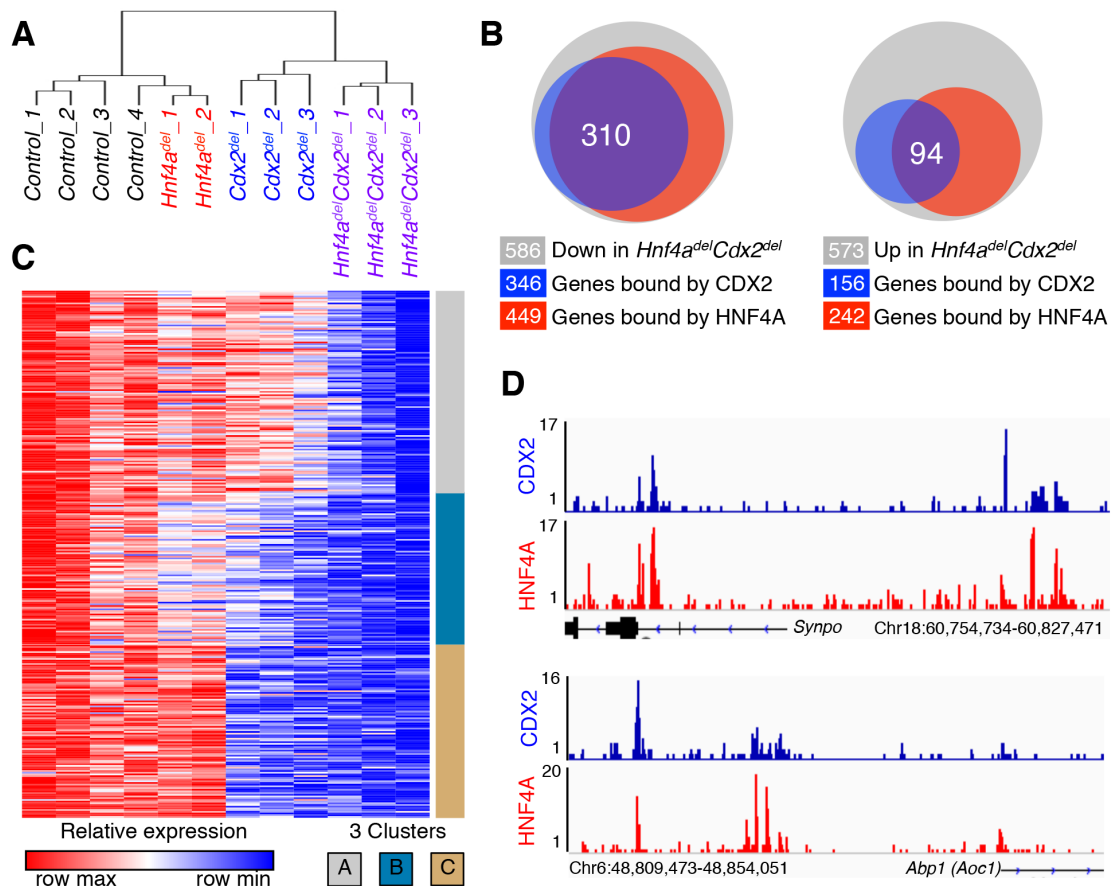 A
Control_1
Control_2
Control_3
Control_4
Hnf4a^del_1
Hnf4a^del_2
Cdx2^del_1
Cdx2^del_2
Cdx2^del_3
Hnf4a^delCdx2^del_1
Hnf4a^delCdx2^del_2
Hnf4a^delCdx2^del_3
B
310
586 Down in Hnf4a^delCdx2^del
346 Genes bound by CDX2
449 Genes bound by HNF4A
94
573 Up in Hnf4a^delCdx2^del
156 Genes bound by CDX2
242 Genes bound by HNF4A
C
Relative expression
row max row min
3 Clusters
A B C
D
17
CDX2
1
17
HNF4A
1
Synpo Chr18:60,754,734-60,827,471
16
CDX2
1
20
HNF4A
1
Chr6:48,809,473-48,854,051 Abp1 (Aoc1)